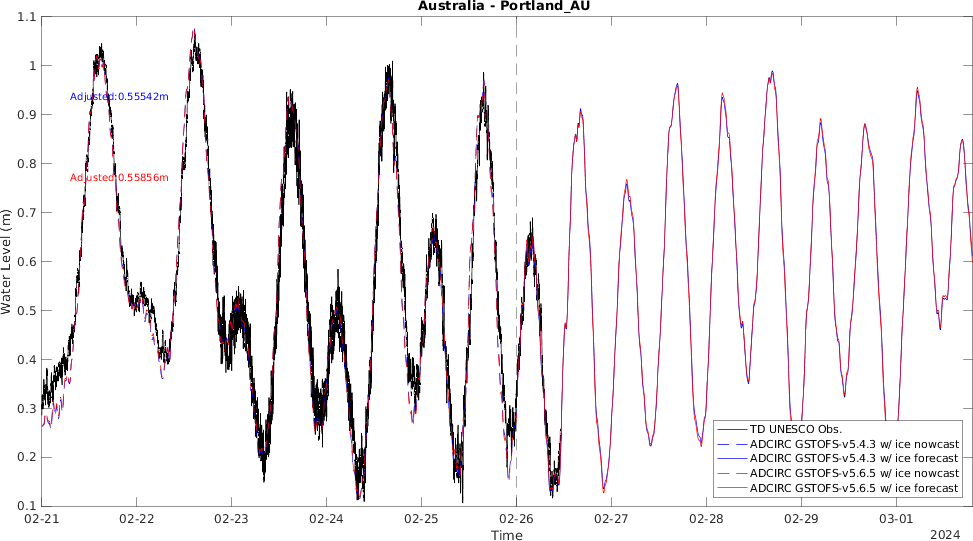 Australia - Portland_AU
1.1
1
0.9
0.8
0.7
0.6
0.5
0.4
0.3
0.2
0.1
Water Level (m)
Adjusted:0.55542m
Adjusted:0.55856m
TD UNESCO Obs.
ADCIRC GSTOFS-v5.4.3 w/ ice nowcast
ADCIRC GSTOFS-v5.4.3 w/ ice forecast
ADCIRC GSTOFS-v5.6.5 w/ ice nowcast
ADCIRC GSTOFS-v5.6.5 w/ ice forecast
02-21 02-22 02-23 02-24 02-25 02-26 02-27 02-28 02-29 03-01
Time
2024